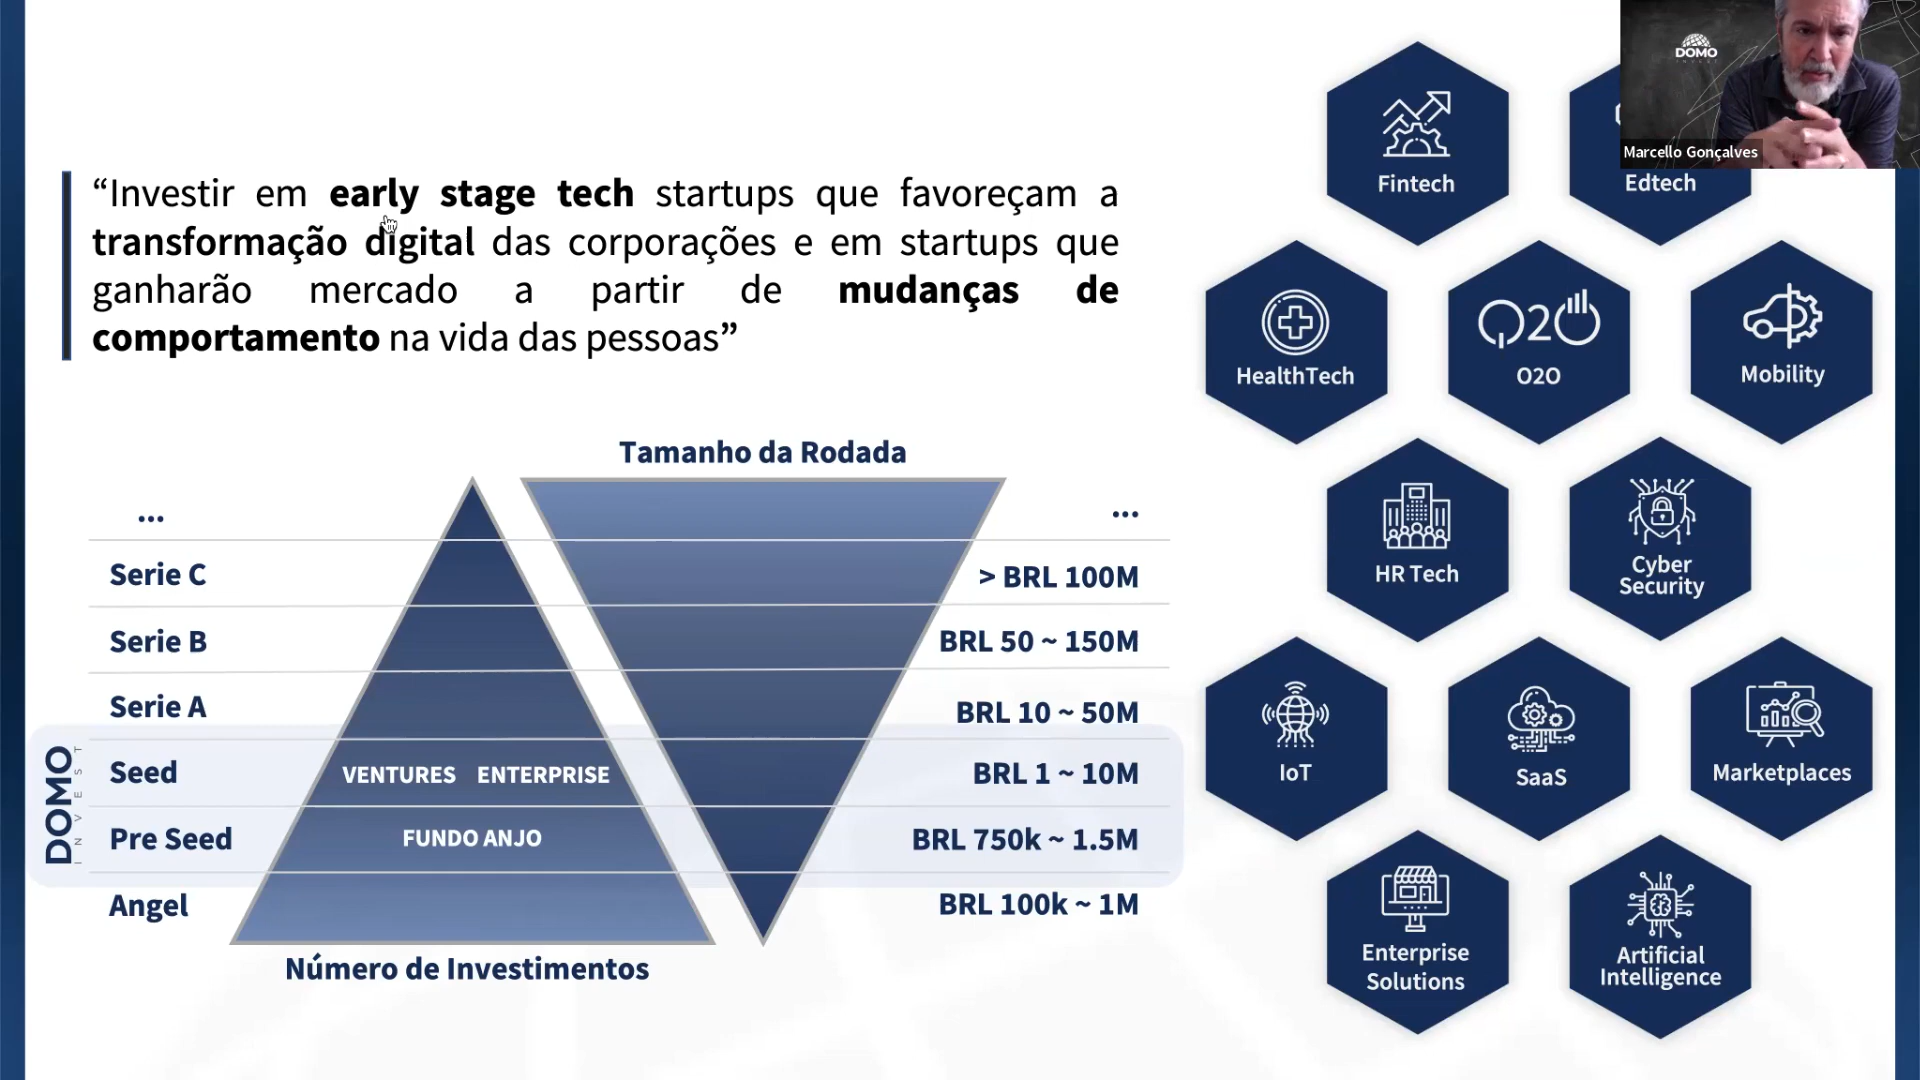 “Investir em early stage tech startups que favoreçam a
transformação digital das corporações e em startups que
ganharão mercado a partir de mudanças de
comportamento na vida das pessoas”
Tamanho da Rodada
... ...
Serie C > BRL 100M
Serie B BRL 50 ~ 150M
Serie A BRL 10 ~ 50M
Seed VENTURES ENTERPRISE BRL 1 ~ 10M
Pre Seed FUNDO ANJO BRL 750k ~ 1.5M
Angel BRL 100k ~ 1M
Número de Investimentos
DOMO
INVEST
Fintech
Edtech
HealthTech
O2O
O2O
Mobility
HR Tech
Cyber
Security
IoT
SaaS
Marketplaces
Enterprise
Solutions
Artificial
Intelligence
DOMO
INVEST
Marcello Gonçalves